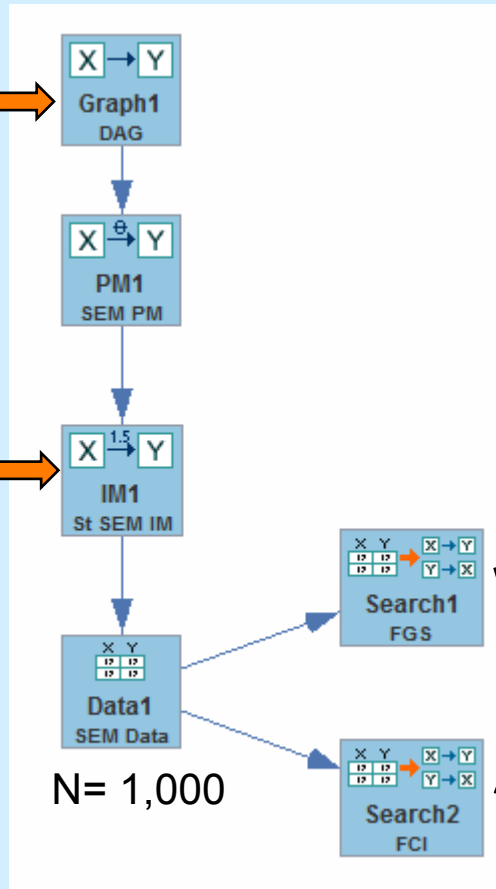 X → Y
Graph1
DAG
X θ→ Y
PM1
SEM PM
X 1.5→ Y
IM1
St SEM IM
X Y
X → Y
Y → X
Search1
FGS
X Y
Data1
SEM Data
N= 1,000
X Y
X → Y
Y → X
Search2
FCI